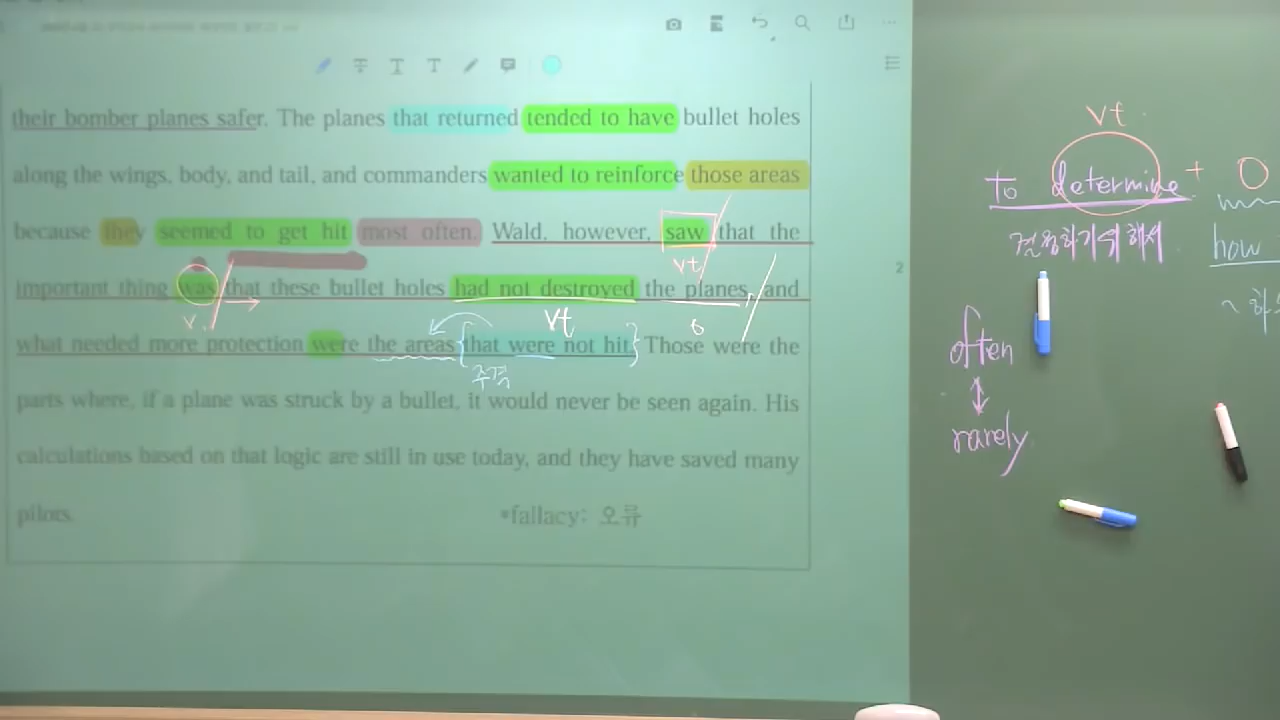 their bomber planes safer. The planes that returned tended to have bullet holes
along the wings, body, and tail, and commanders wanted to reinforce those areas
because they seemed to get hit most often. Wald, however, saw that the
vt
important thing was that these bullet holes had not destroyed the planes, and
v.
vt
o
what needed more protection were the areas {that were not hit} Those were the
주격
parts where, if a plane was struck by a bullet, it would never be seen again. His
calculations based on that logic are still in use today, and they have saved many
pilots.
*fallacy: 오류
2
vt.
To determine + O
결정하기 위해서
how
often
↕
rarely